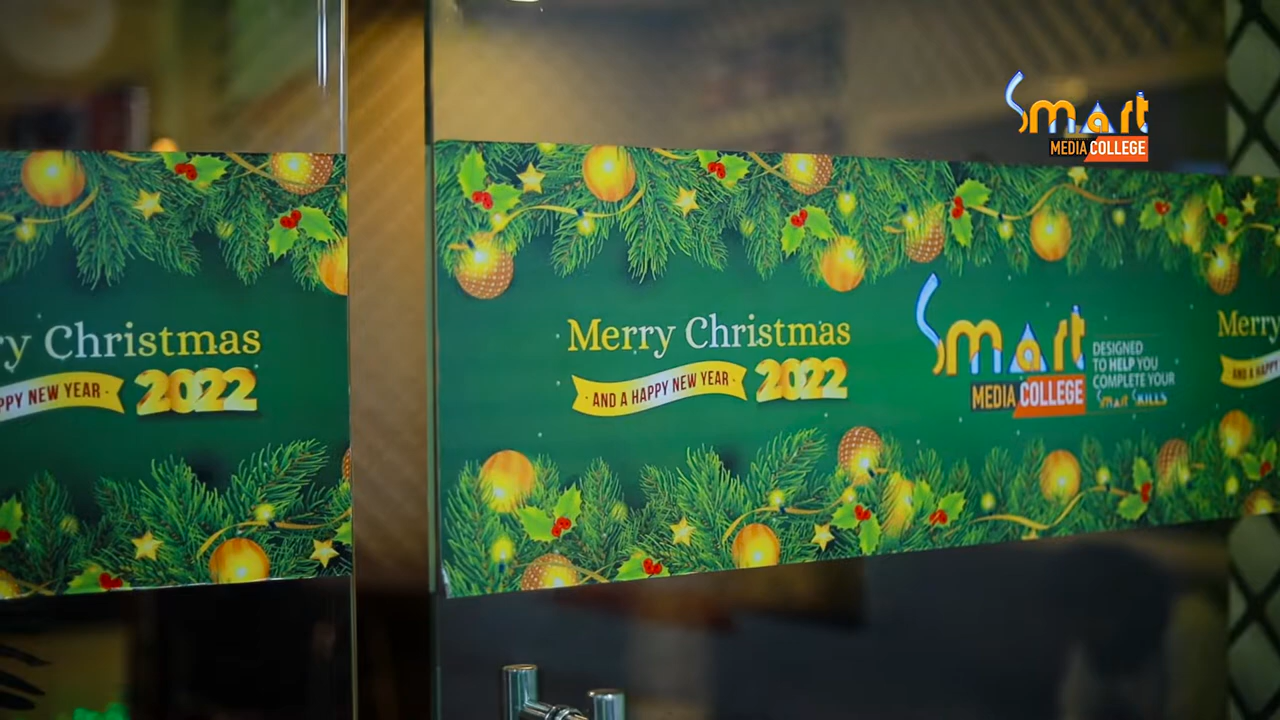 Smart
MEDIA COLLEGE
ry Christmas
PPY NEW YEAR
2022
Merry Christmas
AND A HAPPY NEW YEAR
2022
Smart
MEDIA COLLEGE
DESIGNED
TO HELP YOU
COMPLETE YOUR
Smart SKILLS
Merry
AND A HAPP